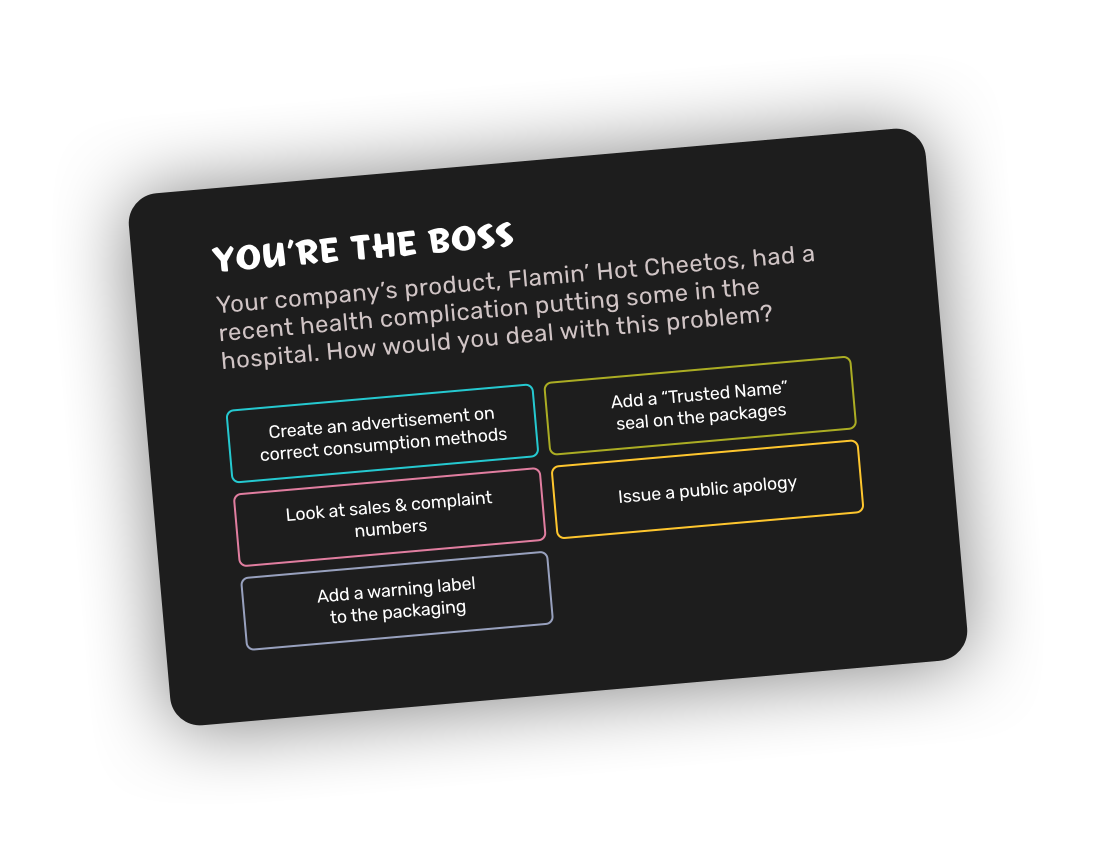 YOU’RE THE BOSS
Your company’s product, Flamin’ Hot Cheetos, had a
recent health complication putting some in the
hospital. How would you deal with this problem?
Create an advertisement on
correct consumption methods
Add a “Trusted Name”
seal on the packages
Look at sales & complaint
numbers
Issue a public apology
Add a warning label
to the packaging